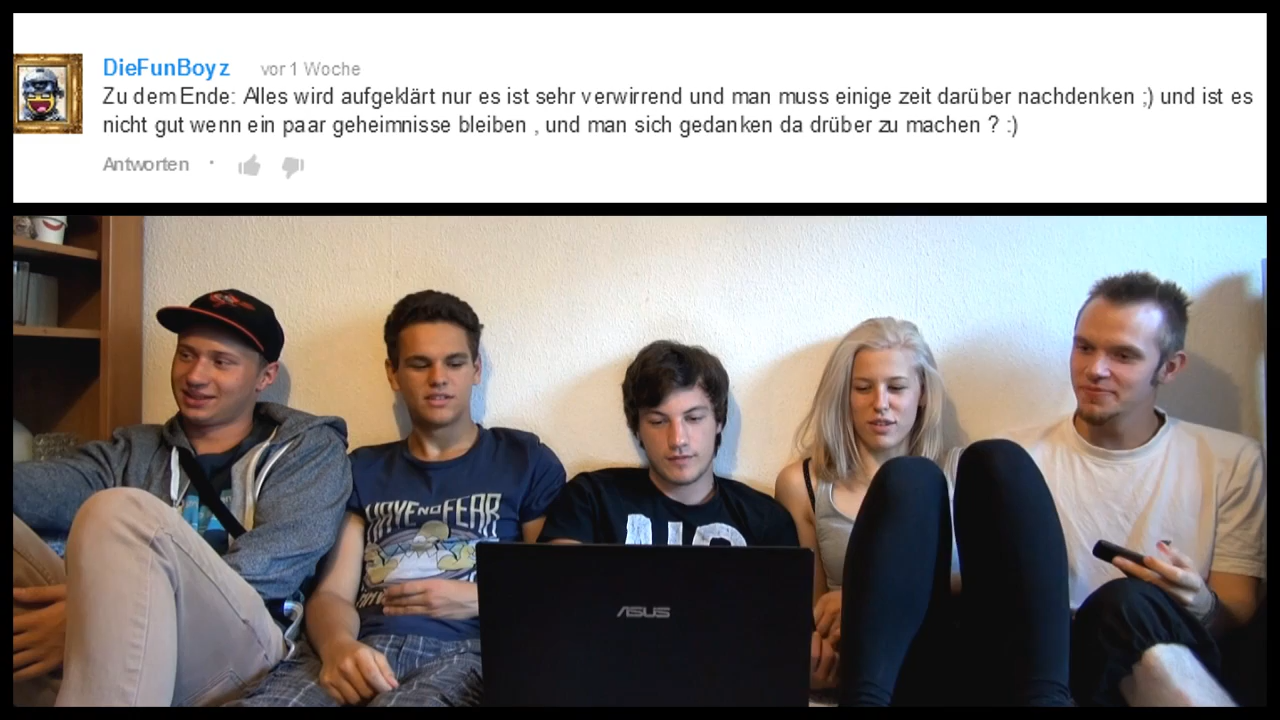 DieFunBoyz vor 1 Woche
Zu dem Ende: Alles wird aufgeklärt nur es ist sehr verwirrend und man muss einige zeit darüber nachdenken ;) und ist es
nicht gut wenn ein paar geheimnisse bleiben , und man sich gedanken da drüber zu machen ? :)
Antworten ·
HAVE NO FEAR
ASUS